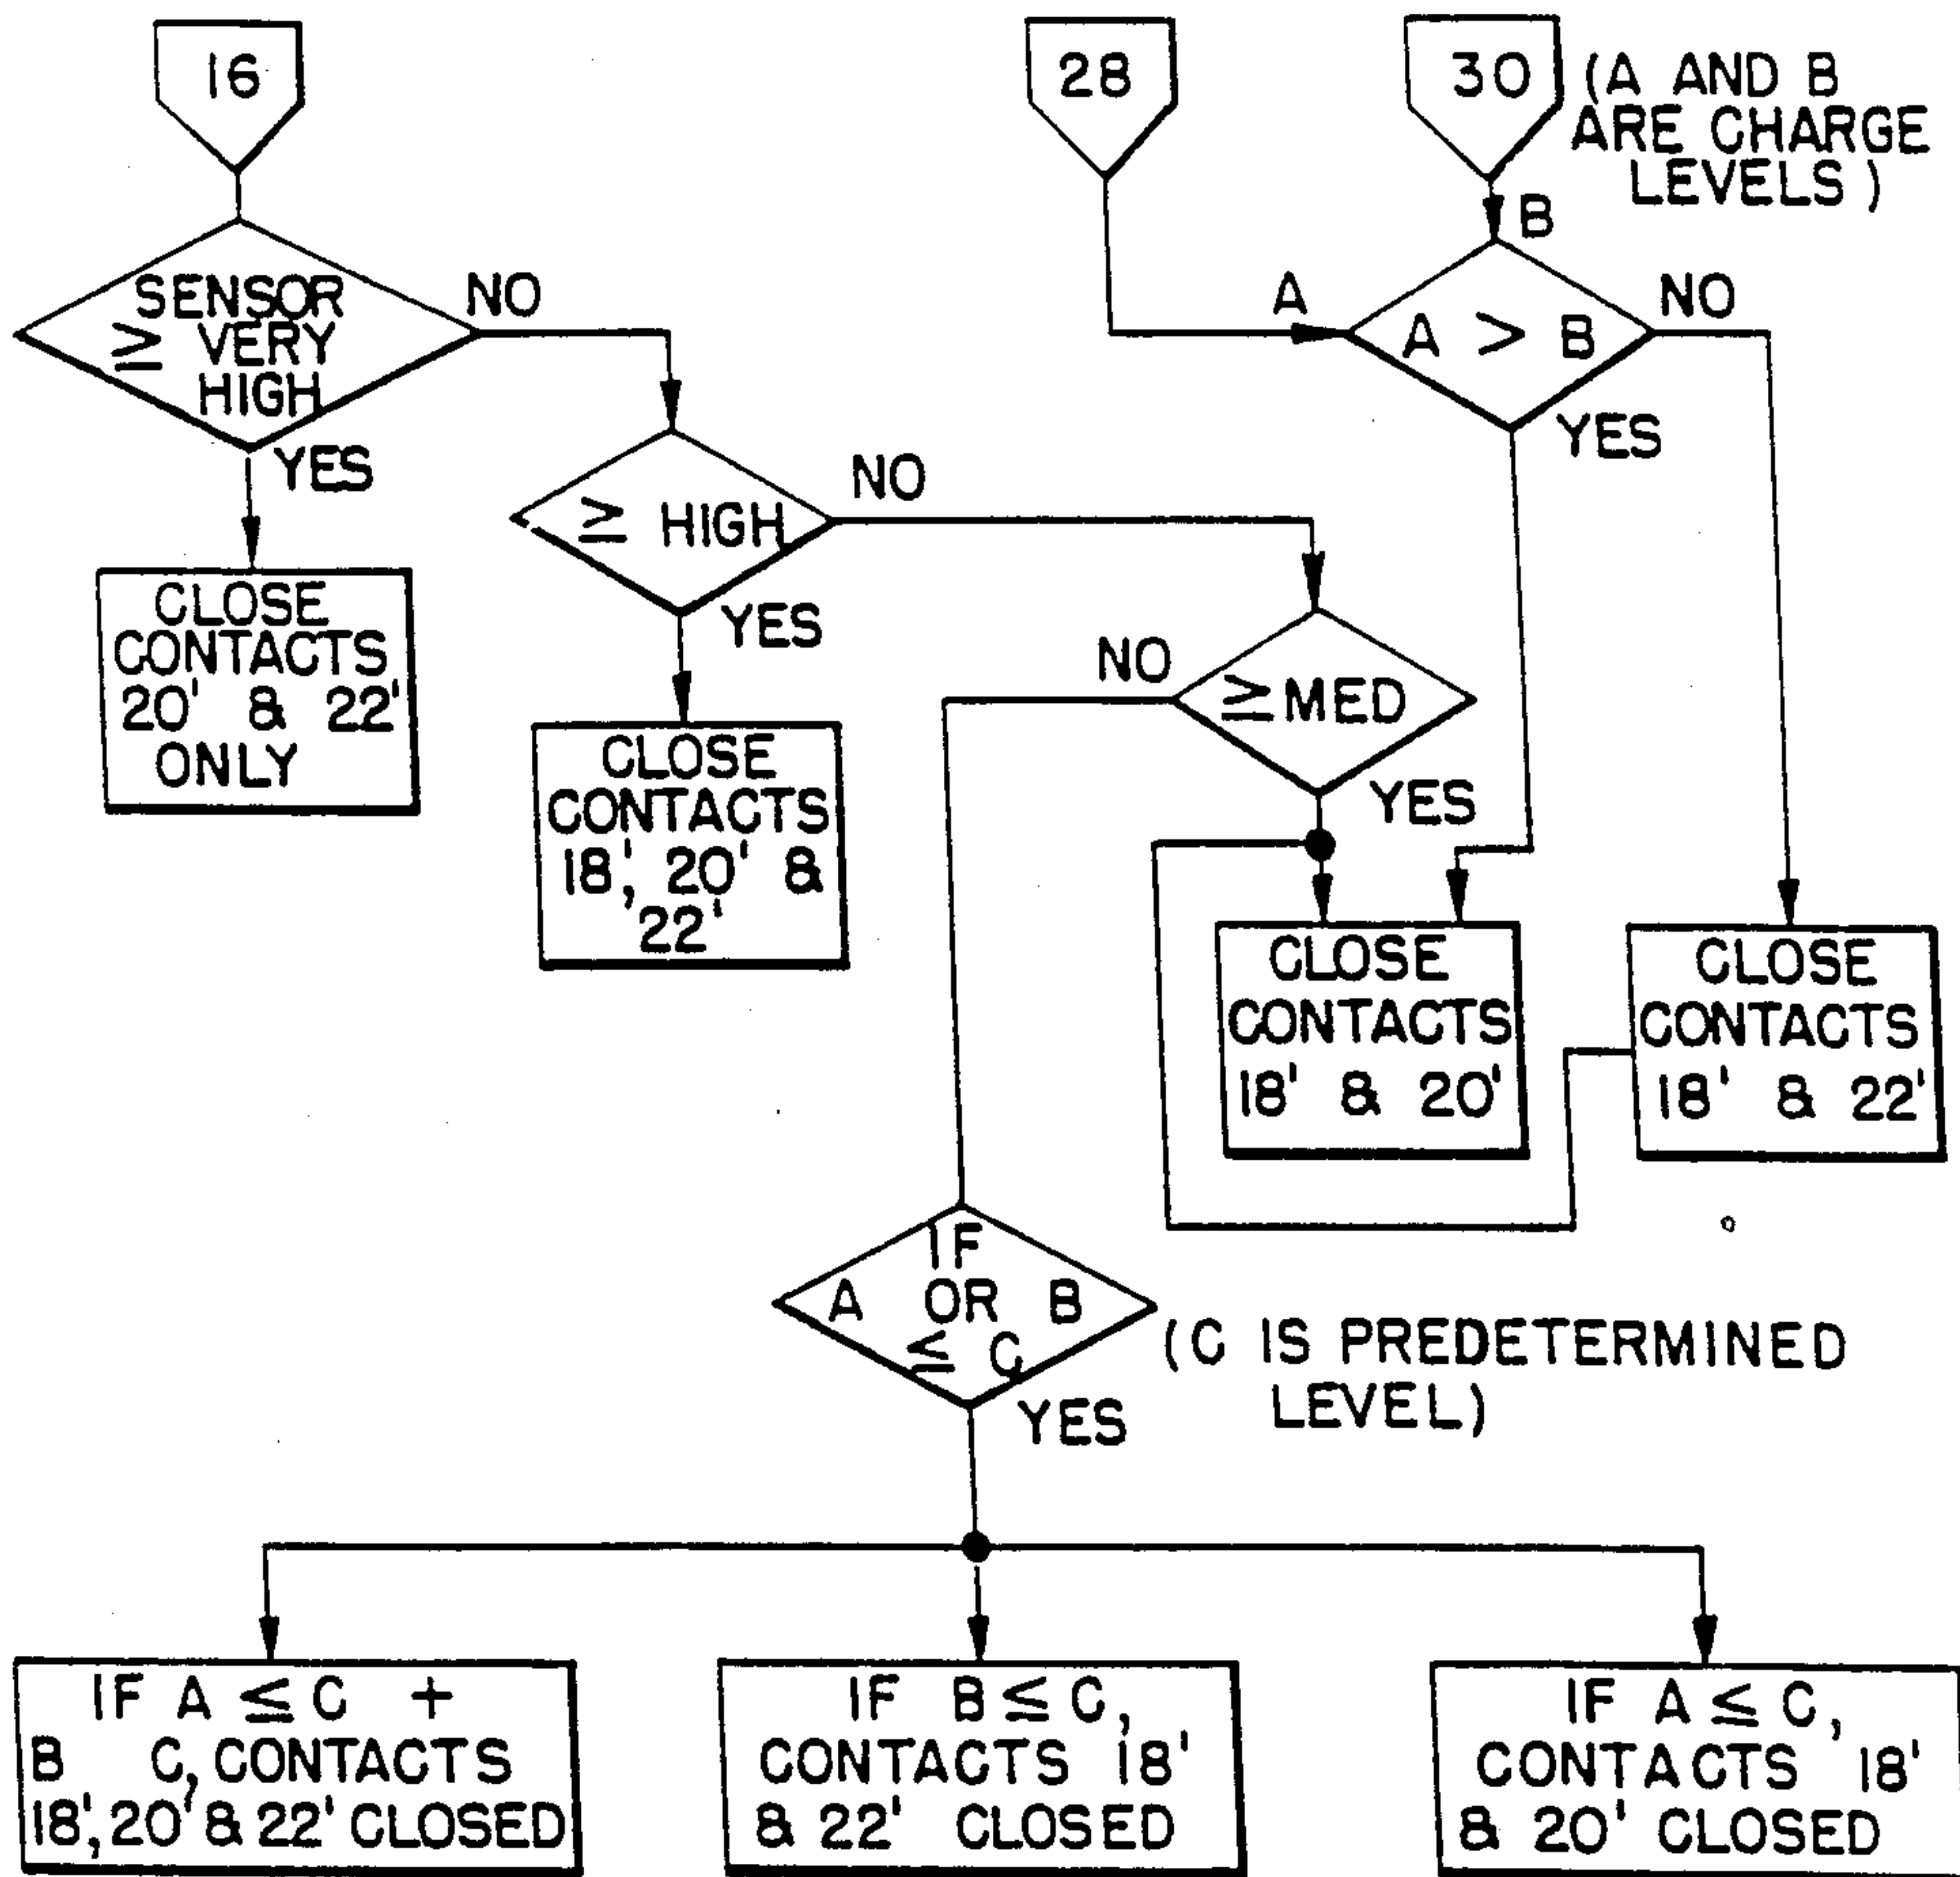 16
28
30
(A AND B
ARE CHARGE
LEVELS)
B
SENSOR
≥ VERY
HIGH
NO
YES
A
A > B
NO
YES
≥ HIGH
NO
YES
CLOSE
CONTACTS
20' & 22'
ONLY
NO
≥MED
YES
CLOSE
CONTACTS
18', 20' &
22'
CLOSE
CONTACTS
18' & 20'
CLOSE
CONTACTS
18' & 22'
IF
A OR B
≤ C
(C IS PREDETERMINED
LEVEL)
YES
IF A ≤ C +
B C, CONTACTS
18', 20' & 22' CLOSED
IF B ≤ C,
CONTACTS 18'
& 22' CLOSED
IF A ≤ C,
CONTACTS 18'
& 20' CLOSED